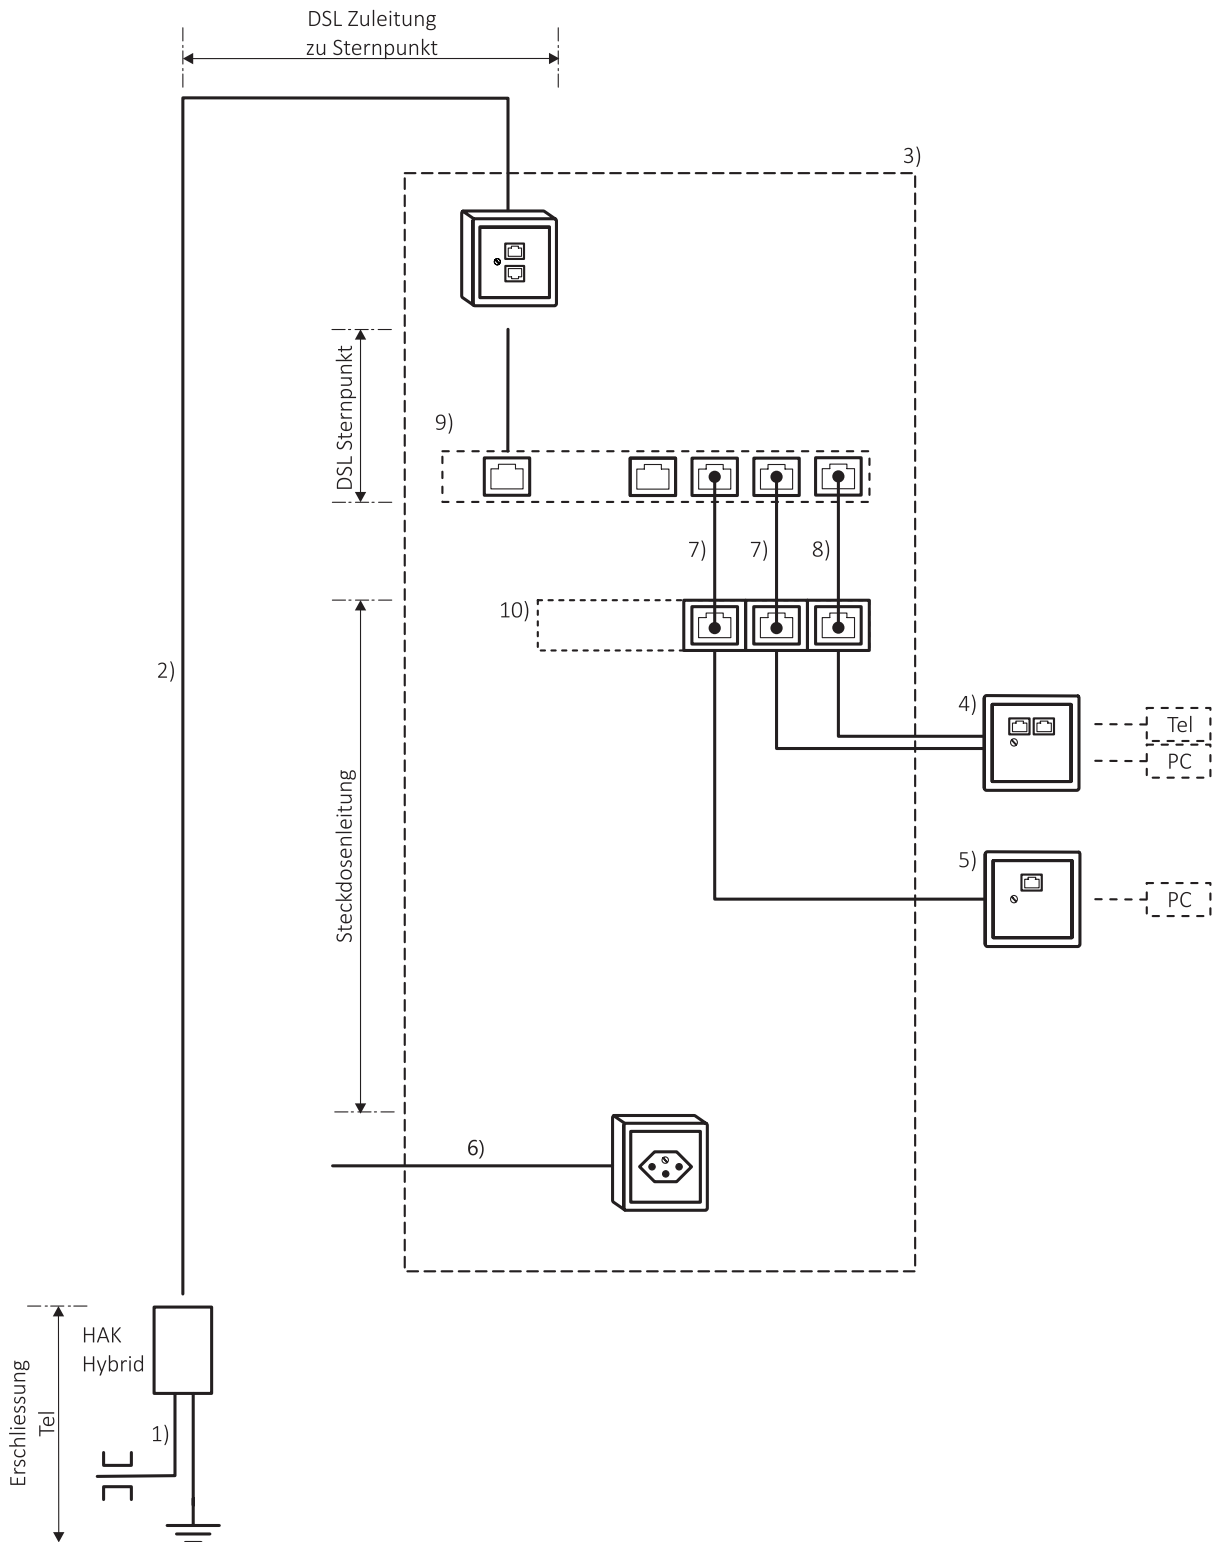 DSL Zuleitung
zu Sternpunkt
3)
DSL Sternpunkt
9)
7)
7)
8)
10)
2)
4)
Tel
PC
Steckdosenleitung
5)
PC
6)
HAK
Hybrid
Erschliessung
Tel
1)